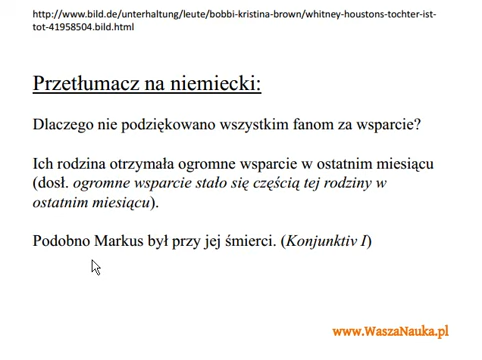 http://www.bild.de/unterhaltung/leute/bobbi-kristina-brown/whitney-houstons-tochter-ist-
tot-41958504.bild.html
Przetłumacz na niemiecki:
Dlaczego nie podziękowano wszystkim fanom za wsparcie?
Ich rodzina otrzymała ogromne wsparcie w ostatnim miesiącu
(dosł. ogromne wsparcie stało się częścią tej rodziny w
ostatnim miesiącu).
Podobno Markus był przy jej śmierci. (Konjunktiv I)
www.WaszaNauka.pl